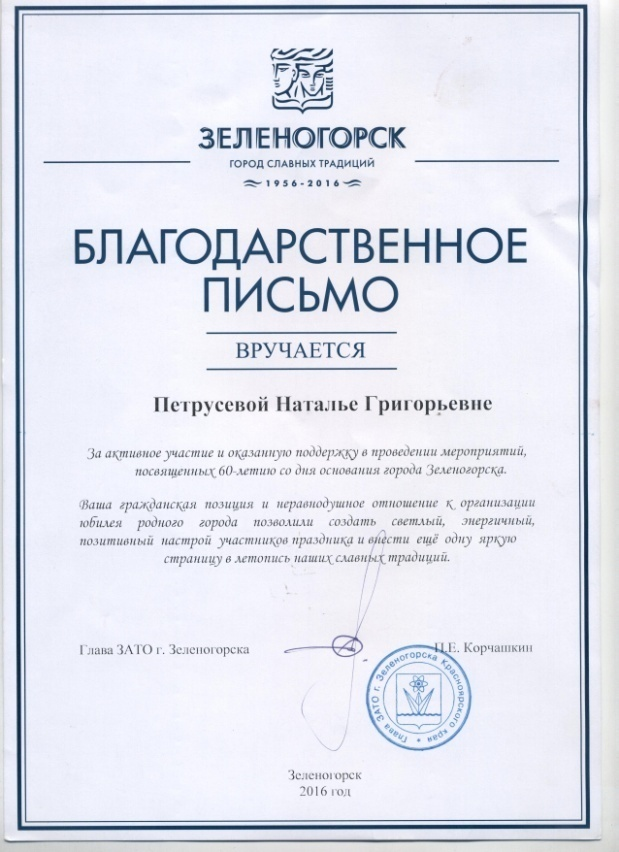 ЗЕЛЕНОГОРСК
ГОРОД СЛАВНЫХ ТРАДИЦИЙ
1956-2016
БЛАГОДАРСТВЕННОЕ
ПИСЬМО
ВРУЧАЕТСЯ
Петрусевой Наталье Григорьевне
За активное участие и оказанную поддержку в проведении мероприятий,
посвященных 60-летию со дня основания города Зеленогорска.
Ваша гражданская позиция и неравнодушное отношение к организации
юбилея родного города позволили создать светлый, энергичный,
позитивный настрой участников праздника и внести ещё одну яркую
страницу в летопись наших славных традиций.
Глава ЗАТО г. Зеленогорска
П.Е. Корчашкин
Глава ЗАТО г. Зеленогорска Красноярского края
Зеленогорск
2016 год